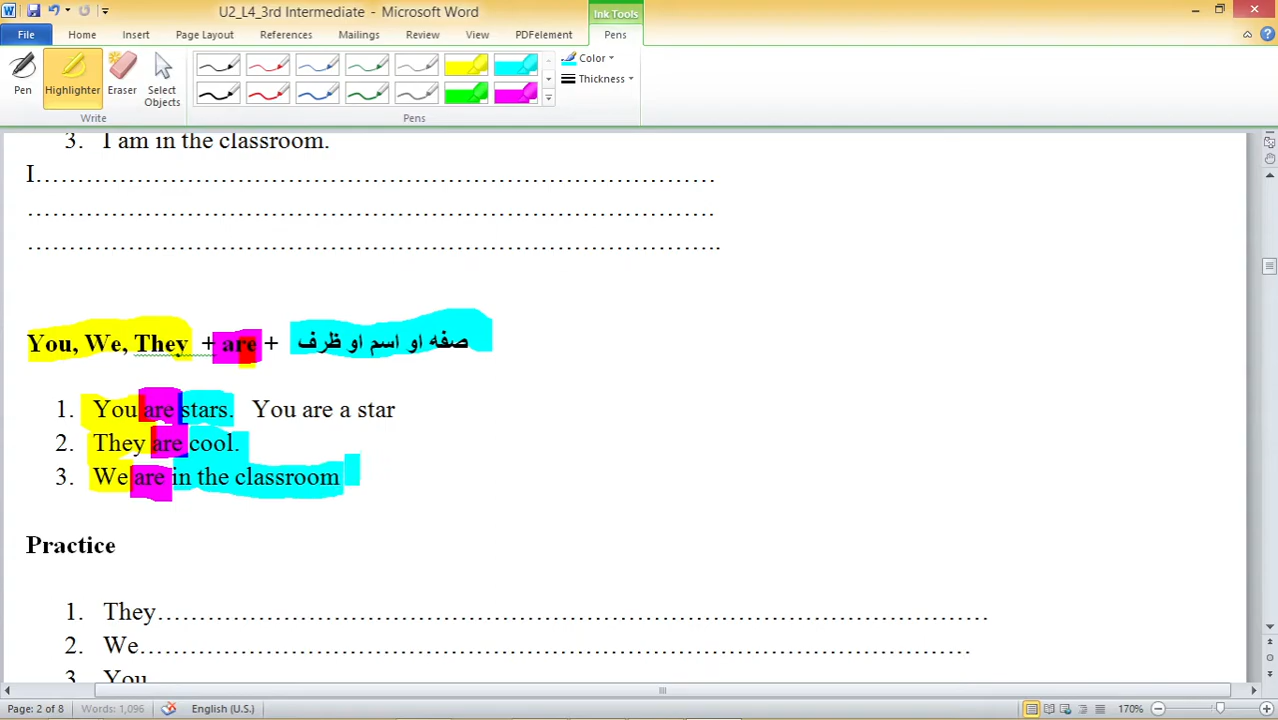 U2_L4_3rd Intermediate - Microsoft Word
Ink Tools
File Home Insert Page Layout References Mailings Review View PDFelement Pens
Pen Highlighter Eraser Select Objects
Color
Thickness
Write
Pens
3. I am in the classroom.
I……………………………………………………………………
…………………………………………………………………….
……………………………………………………………………..
You, We, They + are + صفه او اسم او ظرف
1. You are stars. You are a star
2. They are cool.
3. We are in the classroom
Practice
1. They………………………………………………………………………………
2. We………………………………………………………………………………
3. You
Page: 2 of 8 Words: 1,096 English (U.S.) 170%